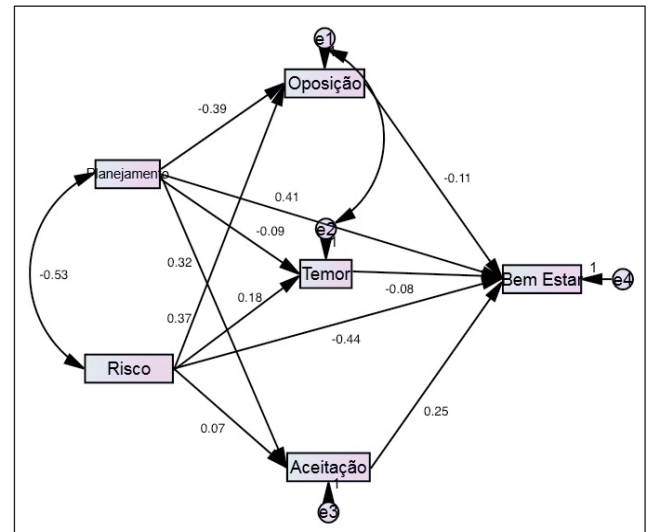 e1
Oposição
-0.39
Planejamento
-0.11
0.41
-0.09
e2
1
-0.53
0.32
Temor
Bem Estar
1
e4
0.18
-0.08
0.37
-0.44
Risco
0.07
0.25
Aceitação
1
e3